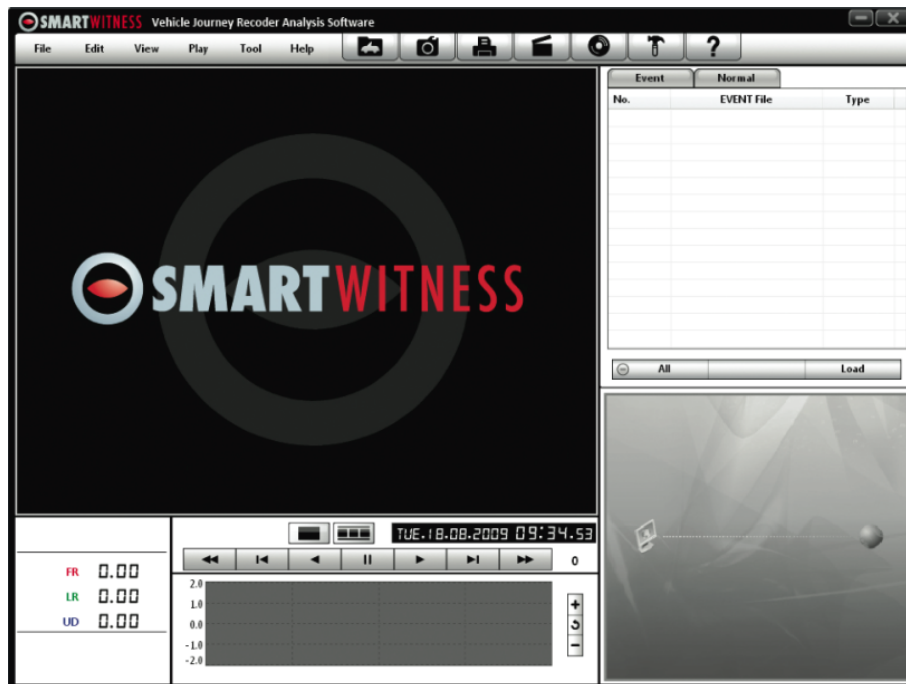 SMARTWITNESS Vehicle Journey Recoder Analysis Software
File Edit View Play Tool Help ?
Event Normal
No. EVENT File Type
SMARTWITNESS
All Load
TUE.18.08.2009 09:34.53
0
FR 0.00
LR 0.00
UD 0.00
2.0
1.0
0.0
-1.0
-2.0